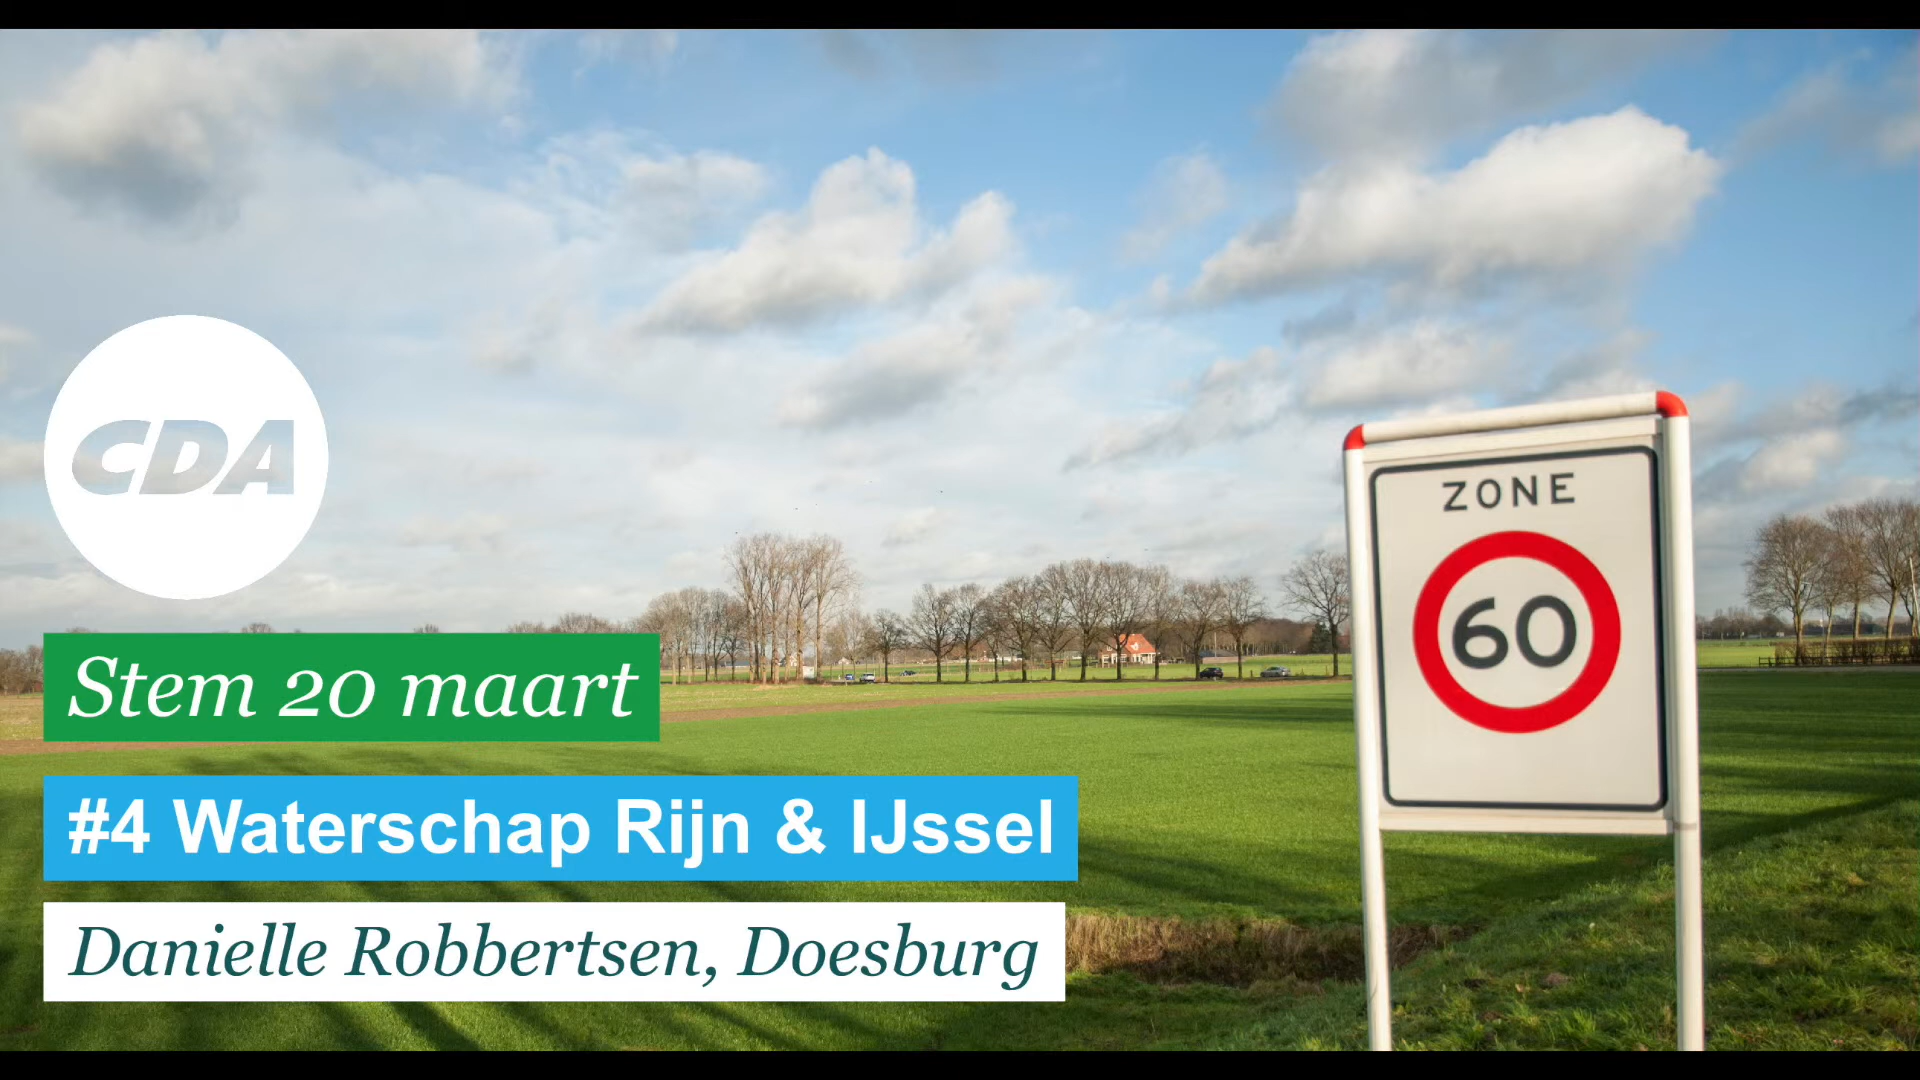 CDA
Stem 20 maart
#4 Waterschap Rijn & IJssel
Danielle Robbertsen, Doesburg
ZONE
60